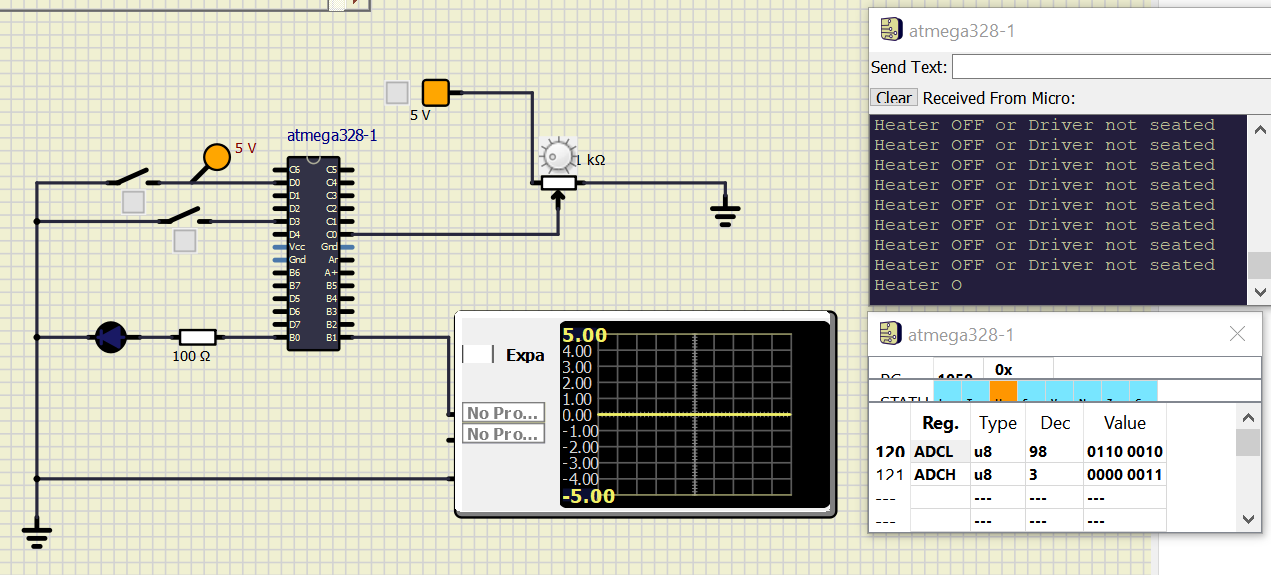 atmega328-1
Send Text:
Clear Received From Micro:
Heater OFF or Driver not seated
Heater OFF or Driver not seated
Heater OFF or Driver not seated
Heater OFF or Driver not seated
Heater OFF or Driver not seated
Heater OFF or Driver not seated
Heater OFF or Driver not seated
Heater OFF or Driver not seated
Heater O
5 V
atmega328-1
5 V
1 kΩ
C6 C5
D0 C4
D1 C3
D2 C2
D3 C1
D4 C0
Vcc Gnd
Gnd Ar
B6 A+
B7 B5
D5 B4
D6 B3
D7 B2
B0 B1
100 Ω
Expa
No Pro...
No Pro...
5.00
4.00
3.00
2.00
1.00
0.00
-1.00
-2.00
-3.00
-4.00
-5.00
atmega328-1
0x
Reg. Type Dec Value
120 ADCL u8 98 0110 0010
121 ADCH u8 3 0000 0011
--- --- --- ---
--- --- --- ---